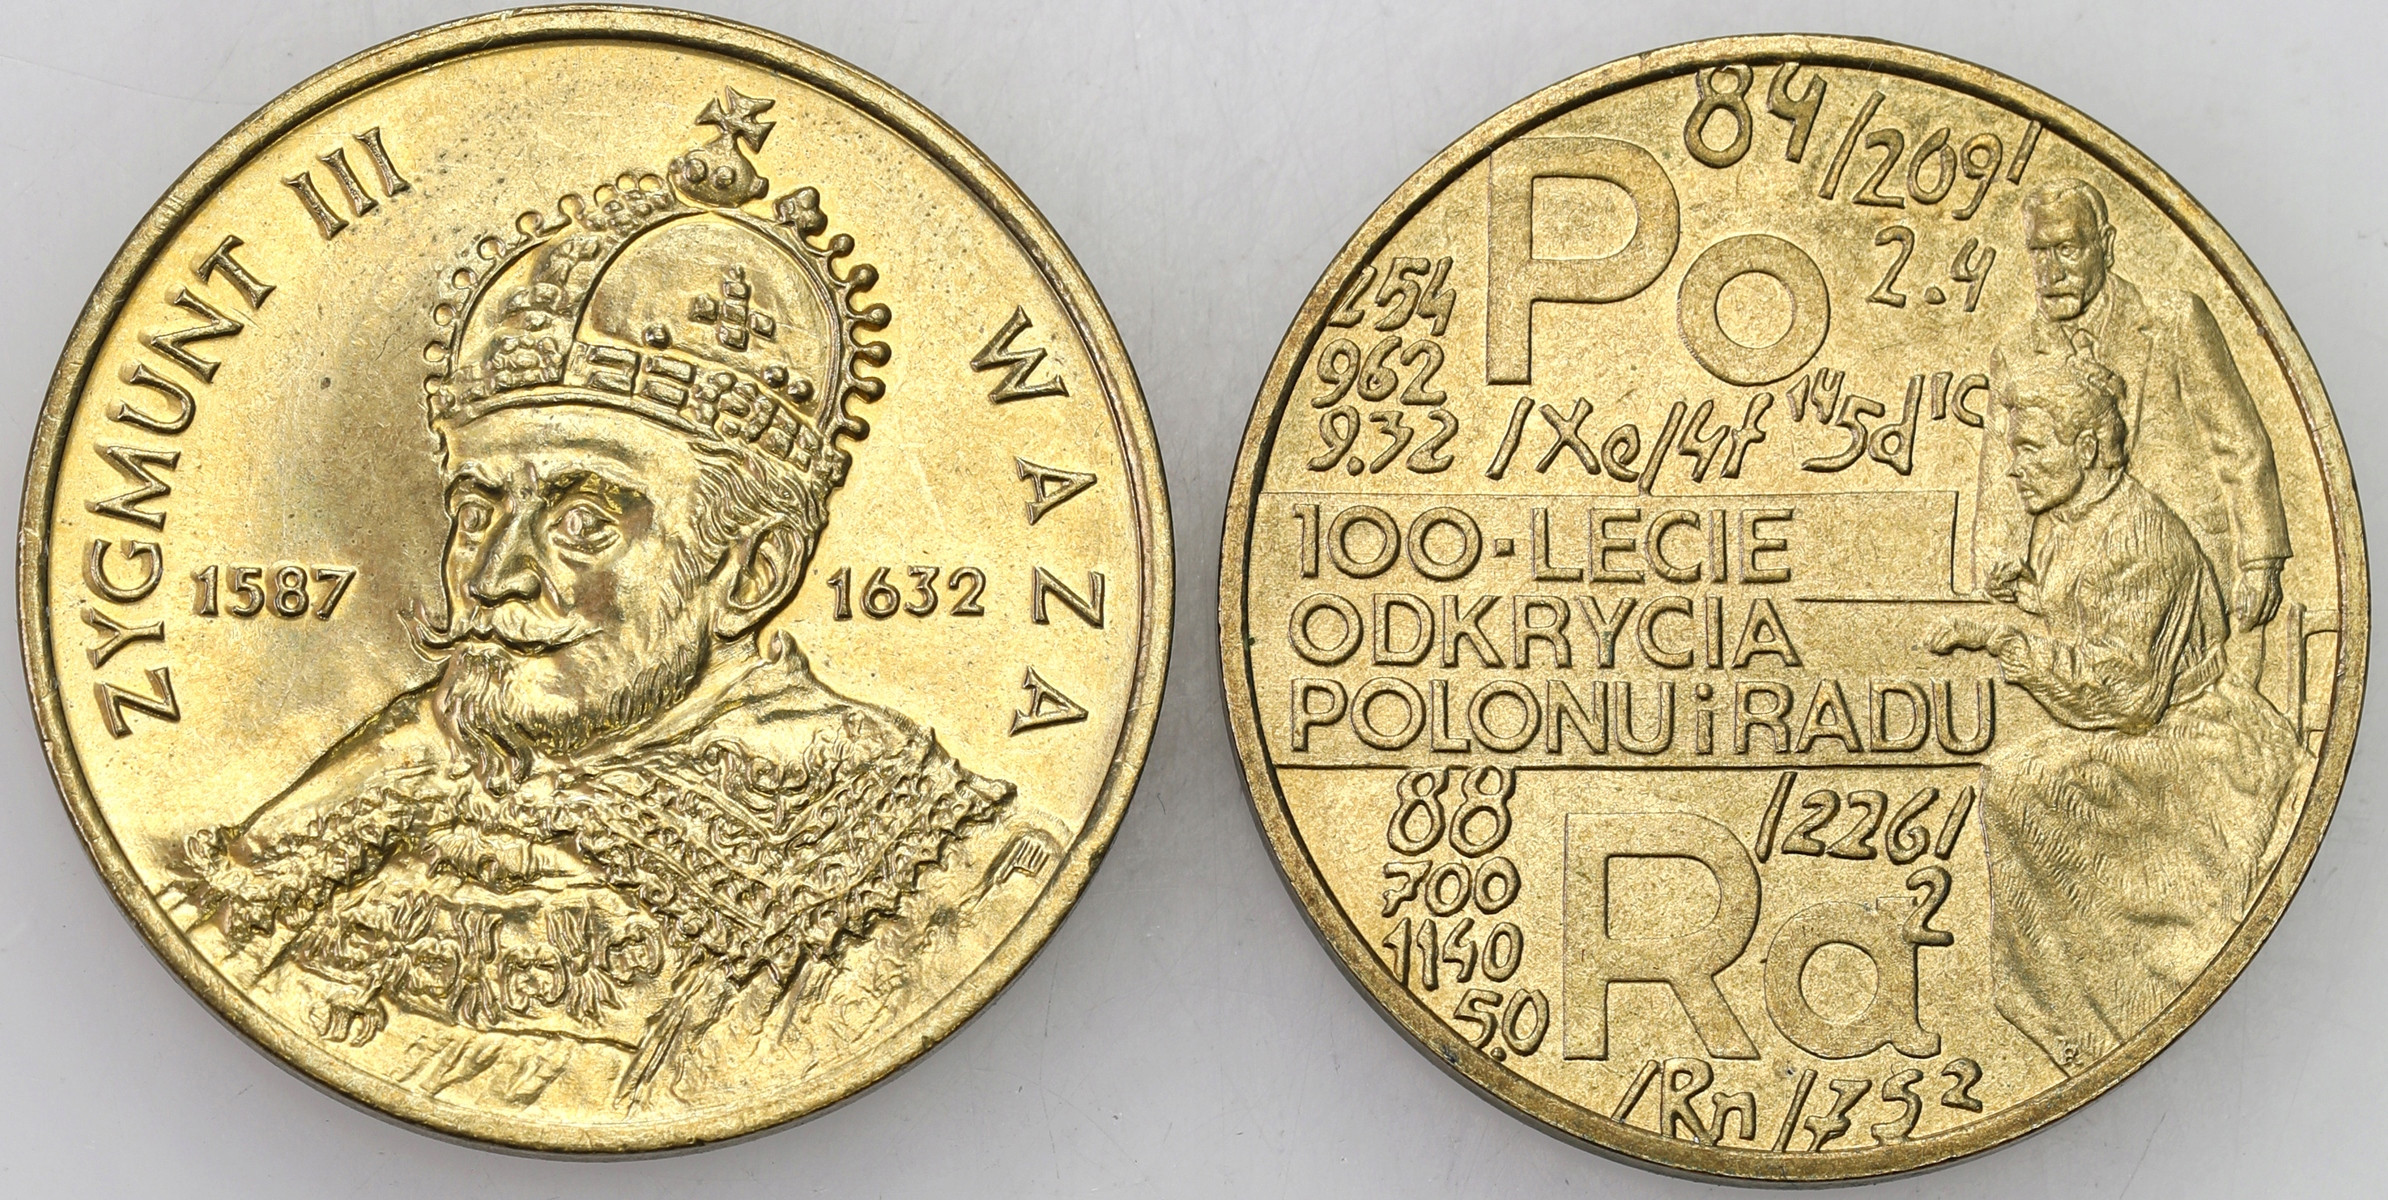 ZYGMUNT III WAZA
1587 1632
84 /209/
Po
2.4
254
962
9.32 /Xe/4f¹⁴5d¹⁰
100-LECIE
ODKRYCIA
POLONU i RADU
88 /226/
700 Ra 2
1140
5.0
/Rn/7s²